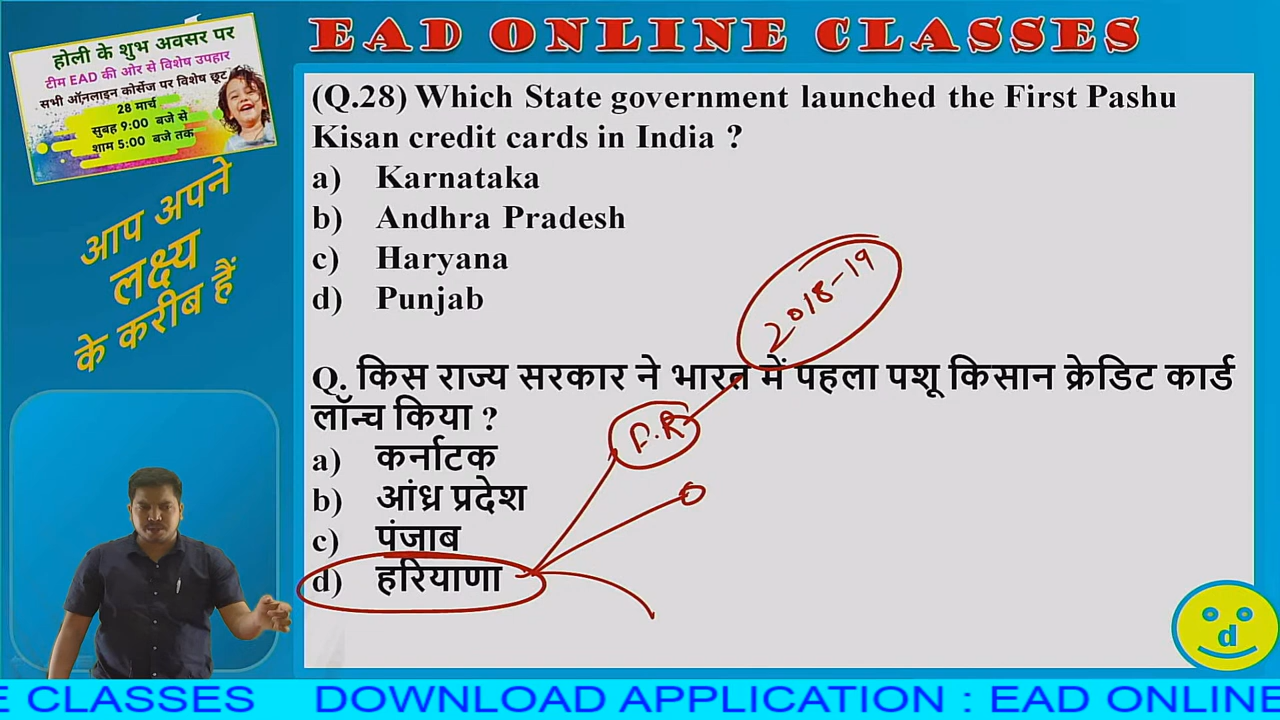 होली के शुभ अवसर पर
टीम EAD की ओर से विशेष उपहार
सभी ऑनलाइन कोर्सेज पर विशेष छूट
28 मार्च
सुबह 9:00 बजे से
शाम 5:00 बजे तक
आप अपने
लक्ष्य
के करीब हैं
EAD ONLINE CLASSES
(Q.28) Which State government launched the First Pashu
Kisan credit cards in India ?
a) Karnataka
b) Andhra Pradesh
c) Haryana
d) Punjab
2018-19
Q. किस राज्य सरकार ने भारत में पहला पशू किसान क्रेडिट कार्ड
लॉन्च किया ?
a) कर्नाटक
b) आंध्र प्रदेश
c) पंजाब
d) हरियाणा
d
E CLASSES DOWNLOAD APPLICATION : EAD ONLINE